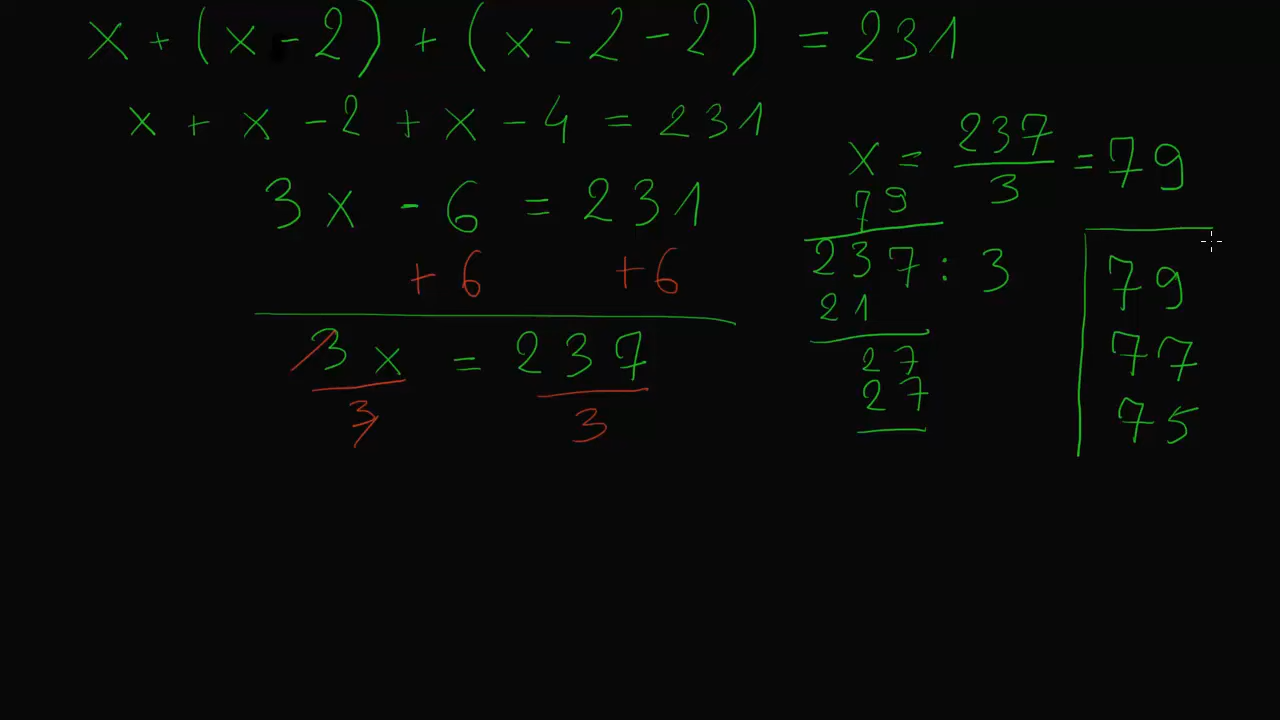 x + (x - 2) + (x - 2 - 2) = 231
x + x - 2 + x - 4 = 231
3x - 6 = 231
+6 +6
3x = 237
3 3
x = 237/3 = 79
79
237 : 3
21
27
27
79
77
75